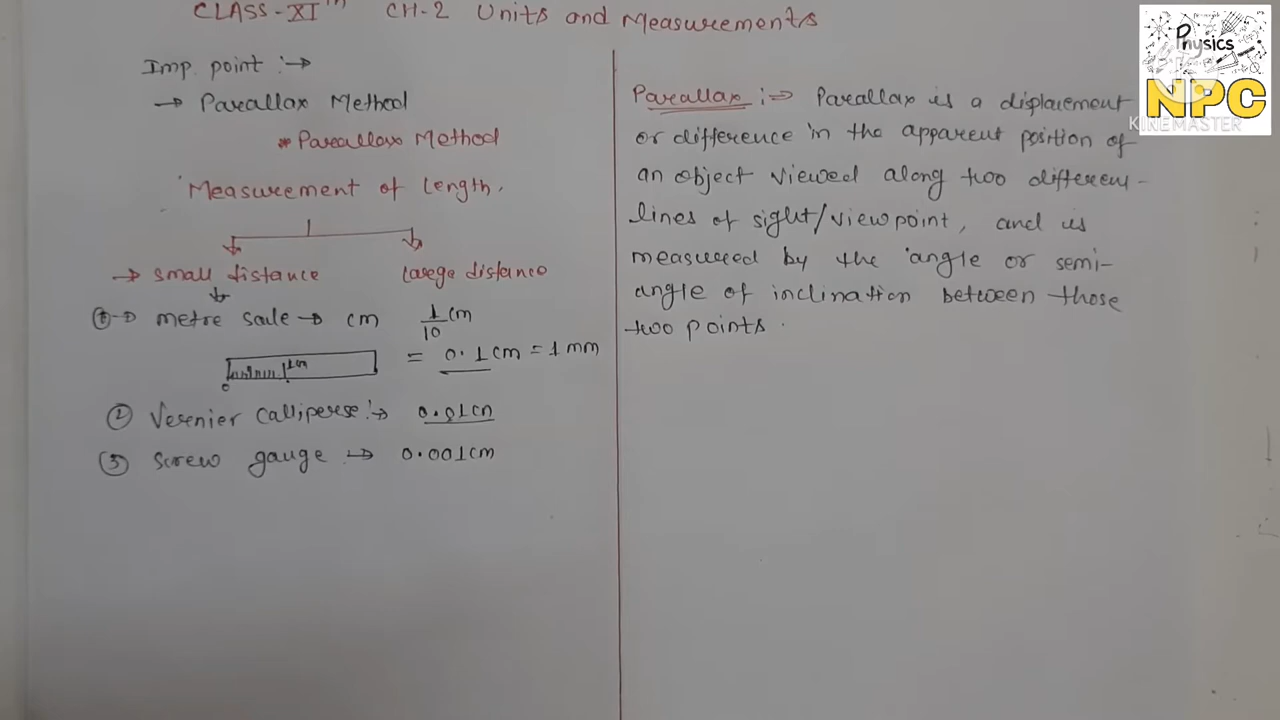 CLASS-XIth CH-2 Units and Measurements
Imp. point :→
→ Parallax Method
* Parallax Method
Measurement of length.
→ small distance large distance
① → metre scale → cm 1/10 cm
= 0.1 cm = 1 mm
0 1cm
② Vernier callipers :→ 0.01cm
③ Screw gauge :→ 0.001cm
Parallax :⇒ Parallax is a displacement
or difference in the apparent position of
an object viewed along two different
lines of sight/viewpoint, and is
measured by the angle or semi-
angle of inclination between those
two points.
Physics
NPC
KINEMASTER